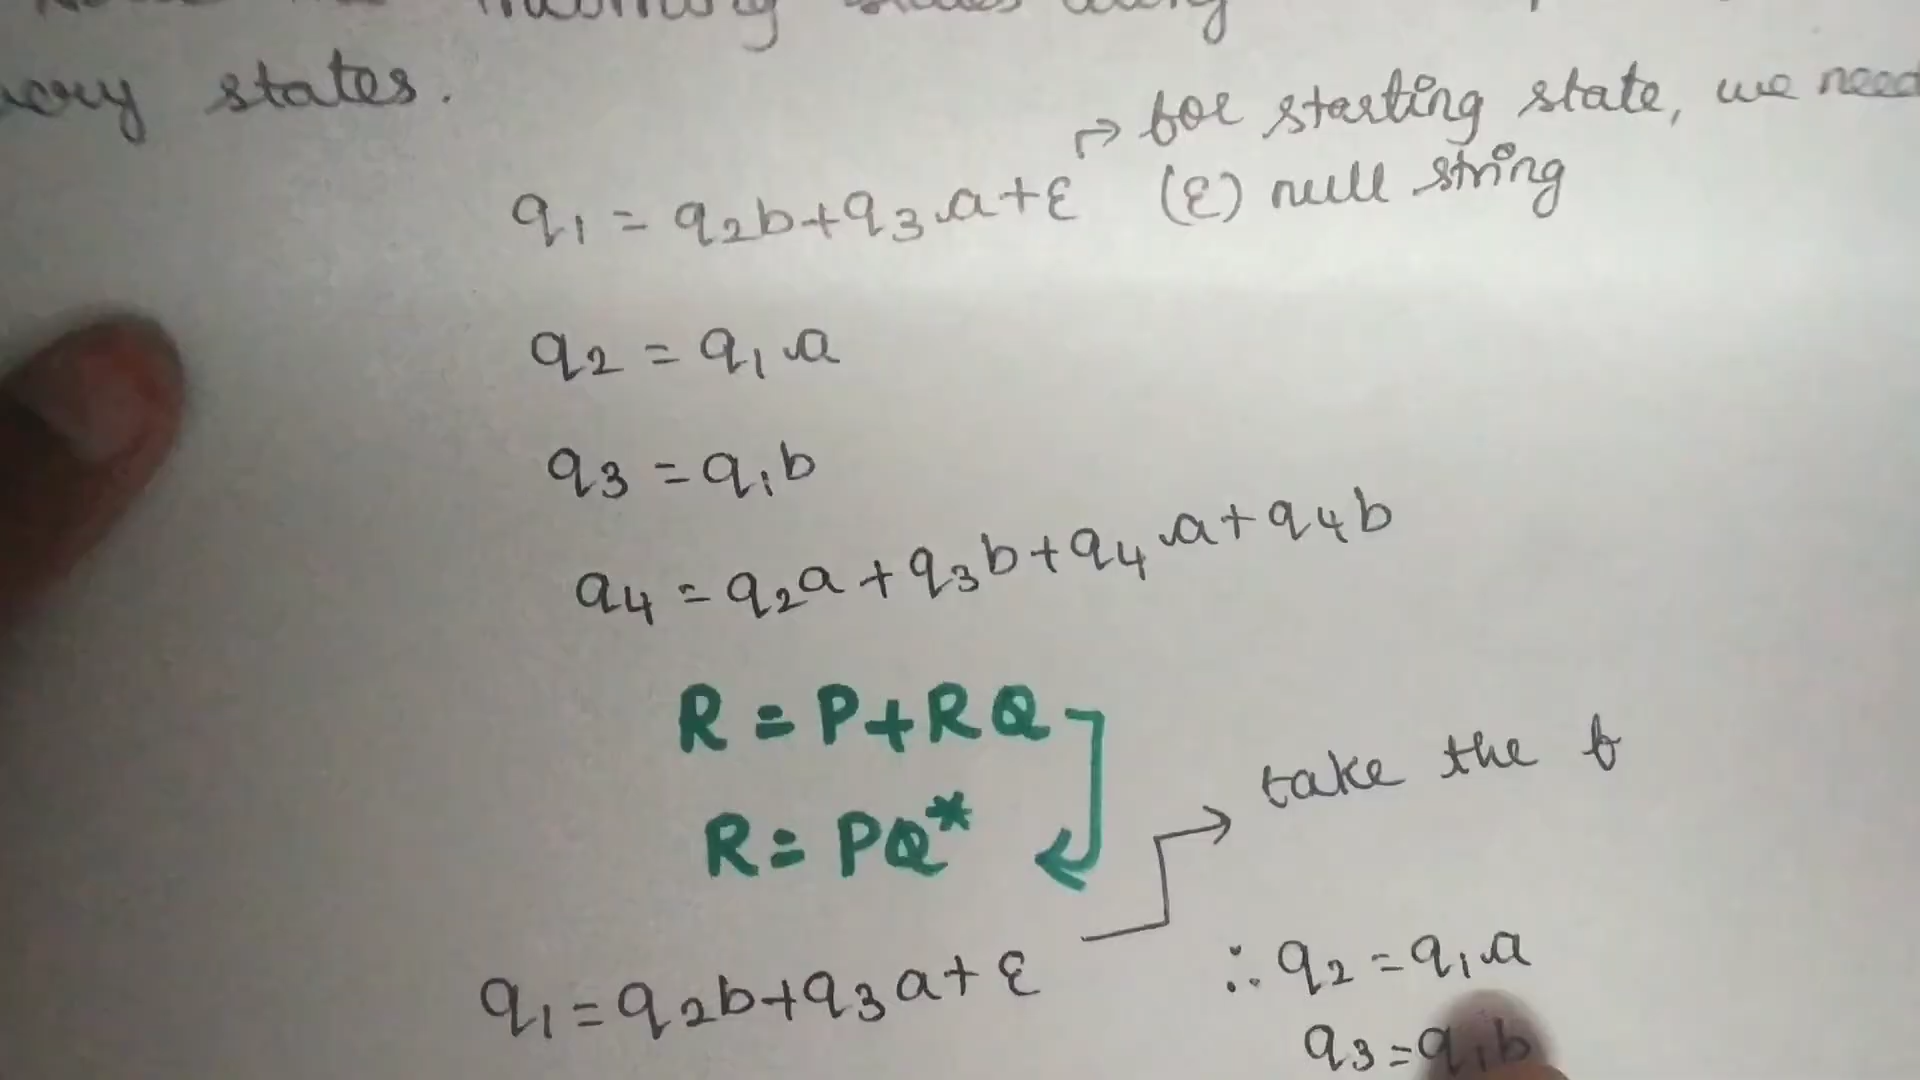 states.
↱ for starting state, we need
q₁ = q₂b+q₃a+ε (ε) null string
q₂ = q₁a
q₃ = q₁b
q₄ = q₂a+q₃b+q₄a+q₄b
R = P+RQ
R = PQ*
take the f
q₁ = q₂b+q₃a+ε
∴ q₂ = q₁a
q₃ = q₁b